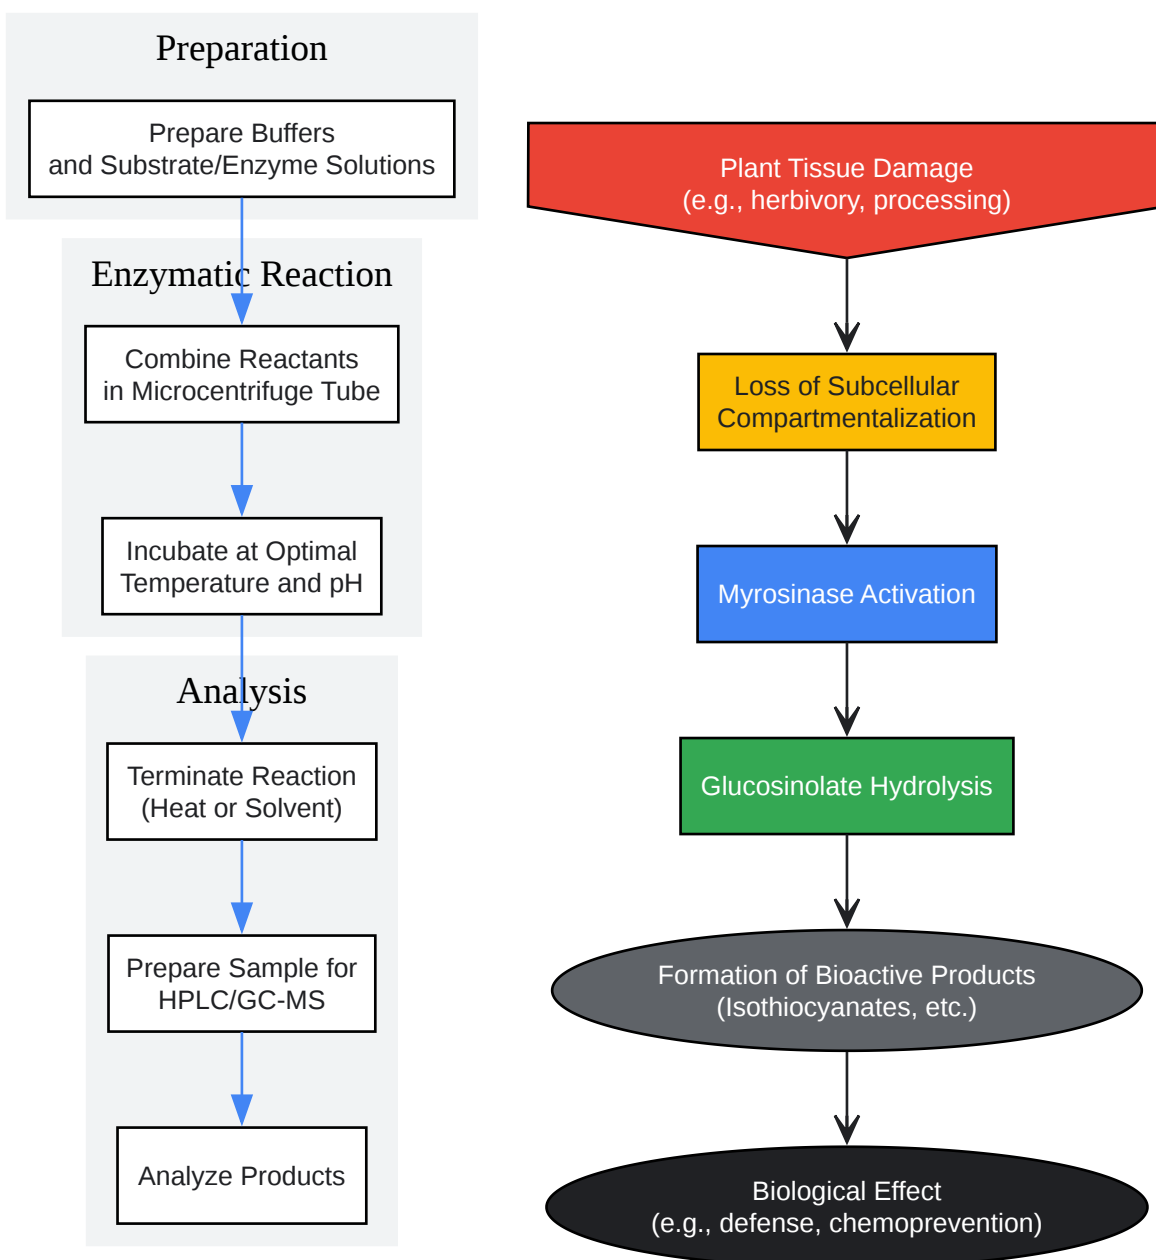 Preparation
Prepare Buffers
and Substrate/Enzyme Solutions
Enzymatic Reaction
Combine Reactants
in Microcentrifuge Tube
Incubate at Optimal
Temperature and pH
Analysis
Terminate Reaction
(Heat or Solvent)
Prepare Sample for
HPLC/GC-MS
Analyze Products
Plant Tissue Damage
(e.g., herbivory, processing)
Loss of Subcellular
Compartmentalization
Myrosinase Activation
Glucosinolate Hydrolysis
Formation of Bioactive Products
(Isothiocyanates, etc.)
Biological Effect
(e.g., defense, chemoprevention)